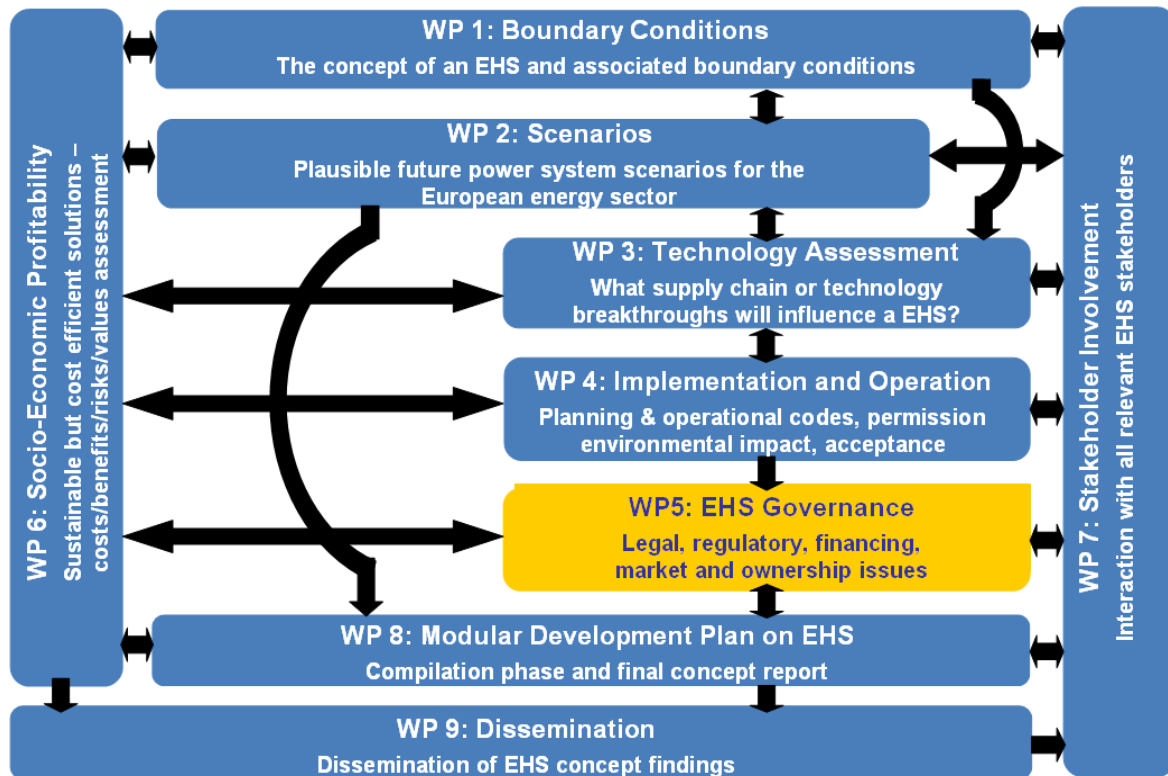 WP 1: Boundary Conditions
The concept of an EHS and associated boundary conditions
WP 2: Scenarios
Plausible future power system scenarios for the
European energy sector
WP 3: Technology Assessment
What supply chain or technology
breakthroughs will influence a EHS?
WP 4: Implementation and Operation
Planning & operational codes, permission
environmental impact, acceptance
WP5: EHS Governance
Legal, regulatory, financing,
market and ownership issues
WP 6: Socio-Economic Profitability
Sustainable but cost efficient solutions –
costs/benefits/risks/values assessment
WP 7: Stakeholder Involvement
Interaction with all relevant EHS stakeholders
WP 8: Modular Development Plan on EHS
Compilation phase and final concept report
WP 9: Dissemination
Dissemination of EHS concept findings